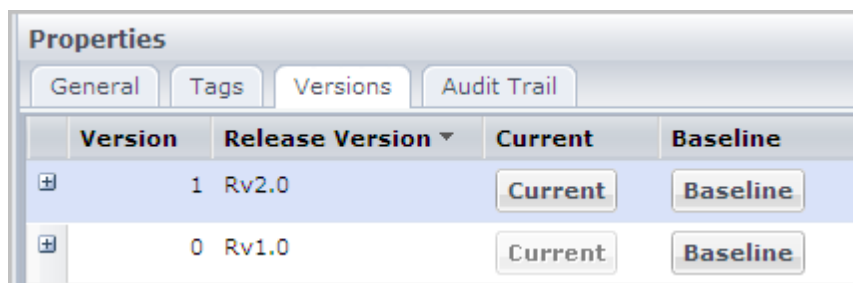 Properties
General Tags Versions Audit Trail
Version Release Version Current Baseline
1 Rv2.0 Current Baseline
0 Rv1.0 Current Baseline